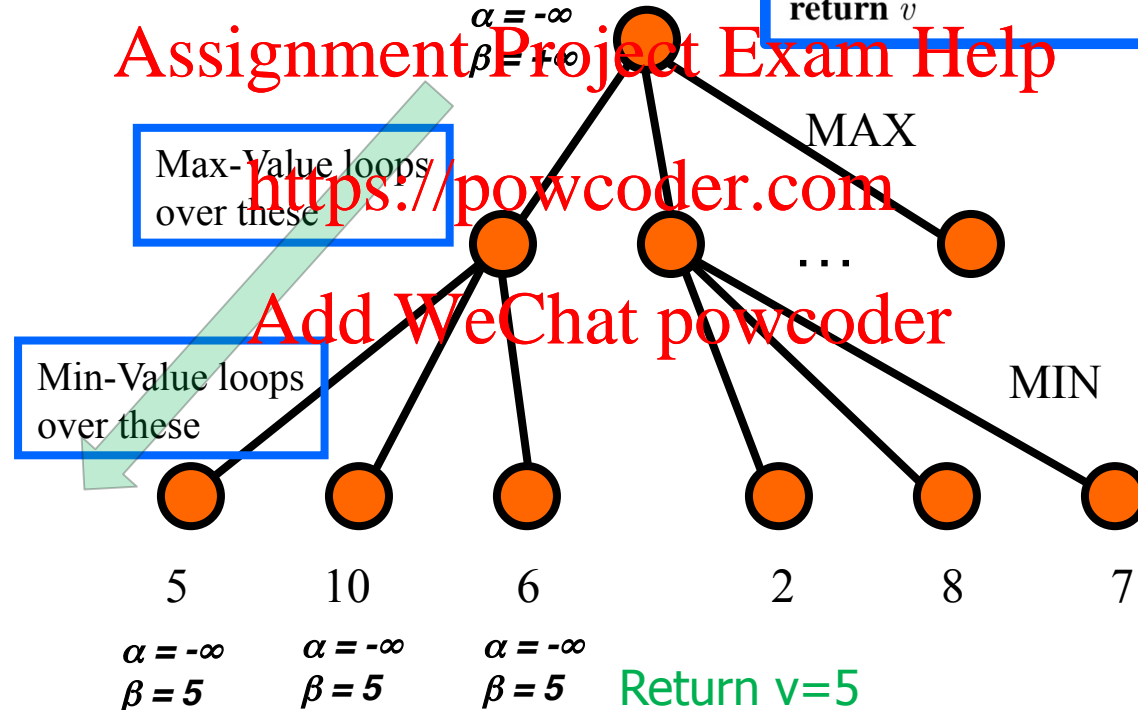 return v
α = -∞
β = +∞
Assignment Project Exam Help
MAX
Max-Value loops
over these
https://powcoder.com
…
Add WeChat powcoder
Min-Value loops
over these
MIN
5 10 6 2 8 7
α = -∞ α = -∞ α = -∞
β = 5 β = 5 β = 5 Return v=5